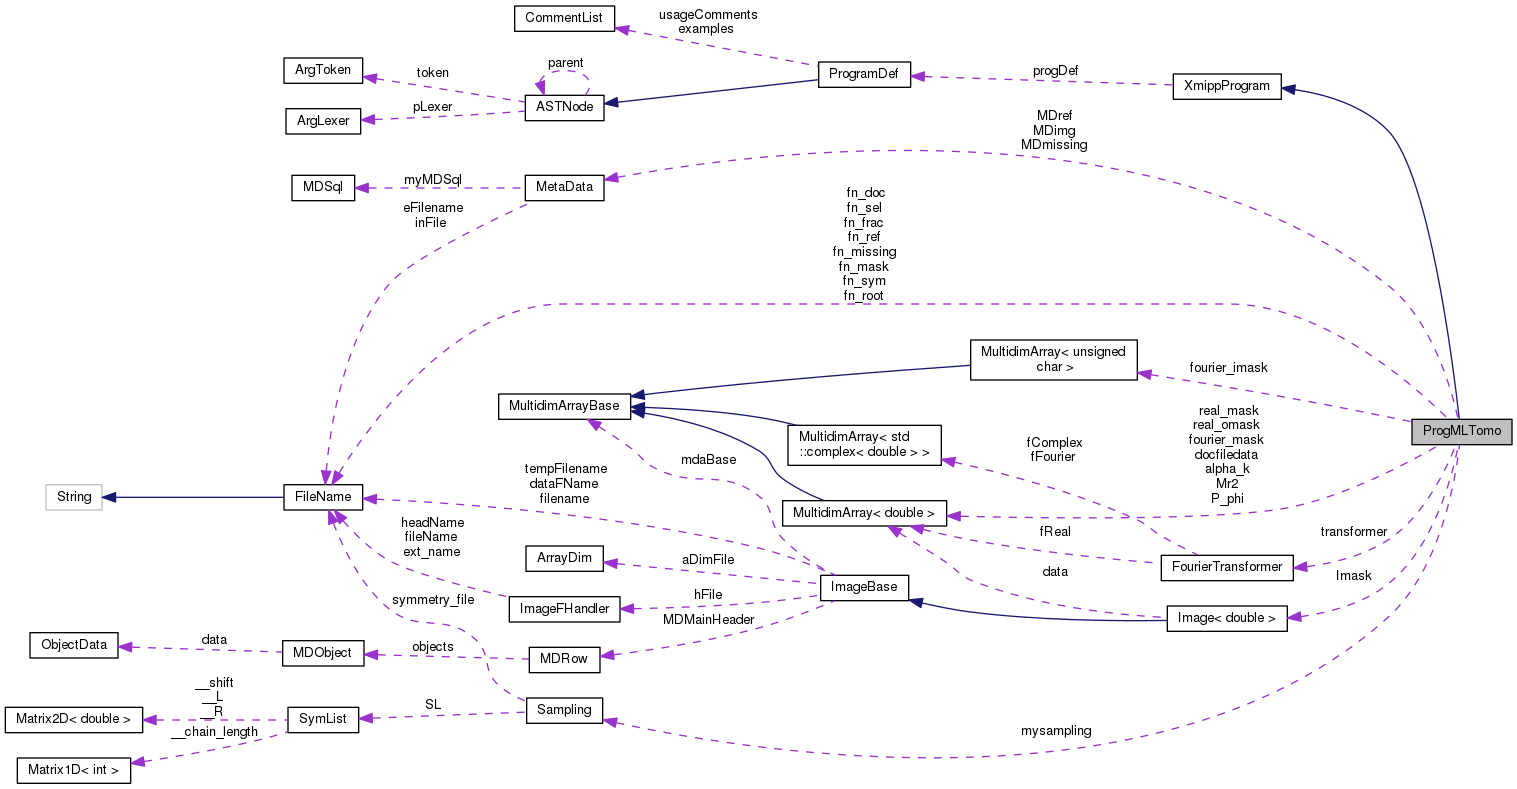 CommentList
usageComments
examples
ArgToken
token
parent
ProgramDef
progDef
XmippProgram
ASTNode
pLexer
ArgLexer
MDref
MDimg
MDmissing
MDSql
myMDSql
MetaData
eFilename
inFile
fn_doc
fn_sel
fn_frac
fn_ref
fn_missing
fn_mask
fn_sym
fn_root
MultidimArray< unsigned
char >
fourier_imask
MultidimArrayBase
MultidimArray< std
::complex< double > >
real_mask
real_omask
fourier_mask
docfiledata
alpha_k
Mr2
P_phi
ProgMLTomo
fComplex
fFourier
mdaBase
tempFilename
dataFName
filename
String
FileName
MultidimArray< double >
headName
fileName
ext_name
ArrayDim
aDimFile
fReal
transformer
FourierTransformer
data
Imask
ImageBase
hFile
ImageFHandler
symmetry_file
MDMainHeader
Image< double >
ObjectData
data
MDObject
objects
MDRow
__shift
__L
__R
Matrix2D< double >
SymList
SL
Sampling
__chain_length
mysampling
Matrix1D< int >